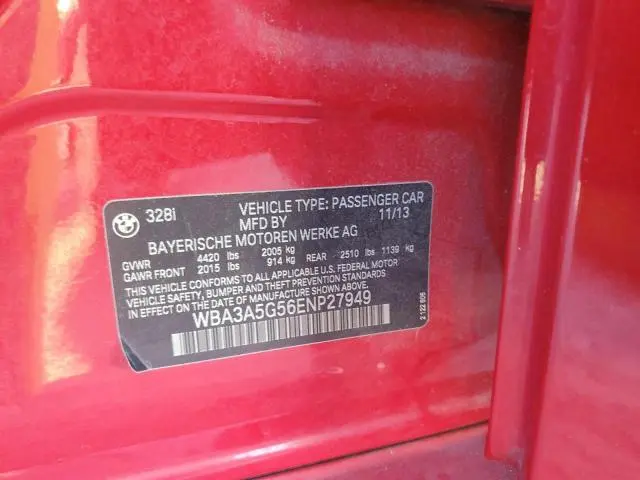 328i VEHICLE TYPE: PASSENGER CAR
MFD BY 11/13
BAYERISCHE MOTOREN WERKE AG
GVWR 4420 lbs 2005 kg
GAWR FRONT 2015 lbs 914 kg REAR 2510 lbs 1139 kg
THIS VEHICLE CONFORMS TO ALL APPLICABLE U.S. FEDERAL MOTOR
VEHICLE SAFETY, BUMPER AND THEFT PREVENTION STANDARDS
IN EFFECT ON THE DATE OF MANUFACTURE SHOWN ABOVE.
WBA3A5G56ENP27949